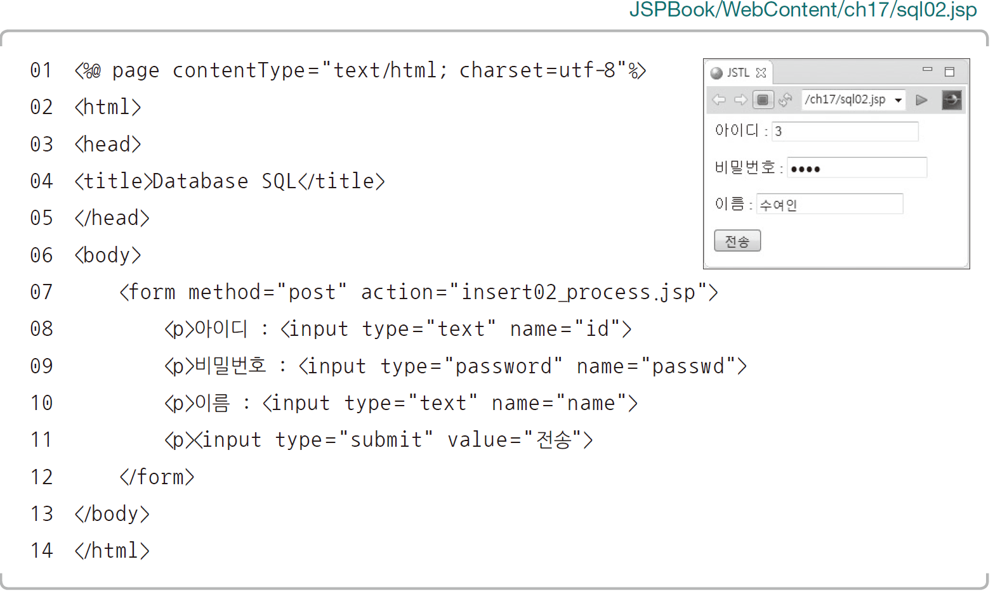 JSPBook/WebContent/ch17/sql02.jsp
01 <%@ page contentType="text/html; charset=utf-8"%>
02 <html>
03 <head>
04 <title>Database SQL</title>
05 </head>
06 <body>
07 <form method="post" action="insert02_process.jsp">
08 <p>아이디 : <input type="text" name="id">
09 <p>비밀번호 : <input type="password" name="passwd">
10 <p>이름 : <input type="text" name="name">
11 <p><input type="submit" value="전송">
12 </form>
13 </body>
14 </html>
JSTL
/ch17/sql02.jsp
아이디 : 3
비밀번호 : ●●●●
이름 : 수여인
전송